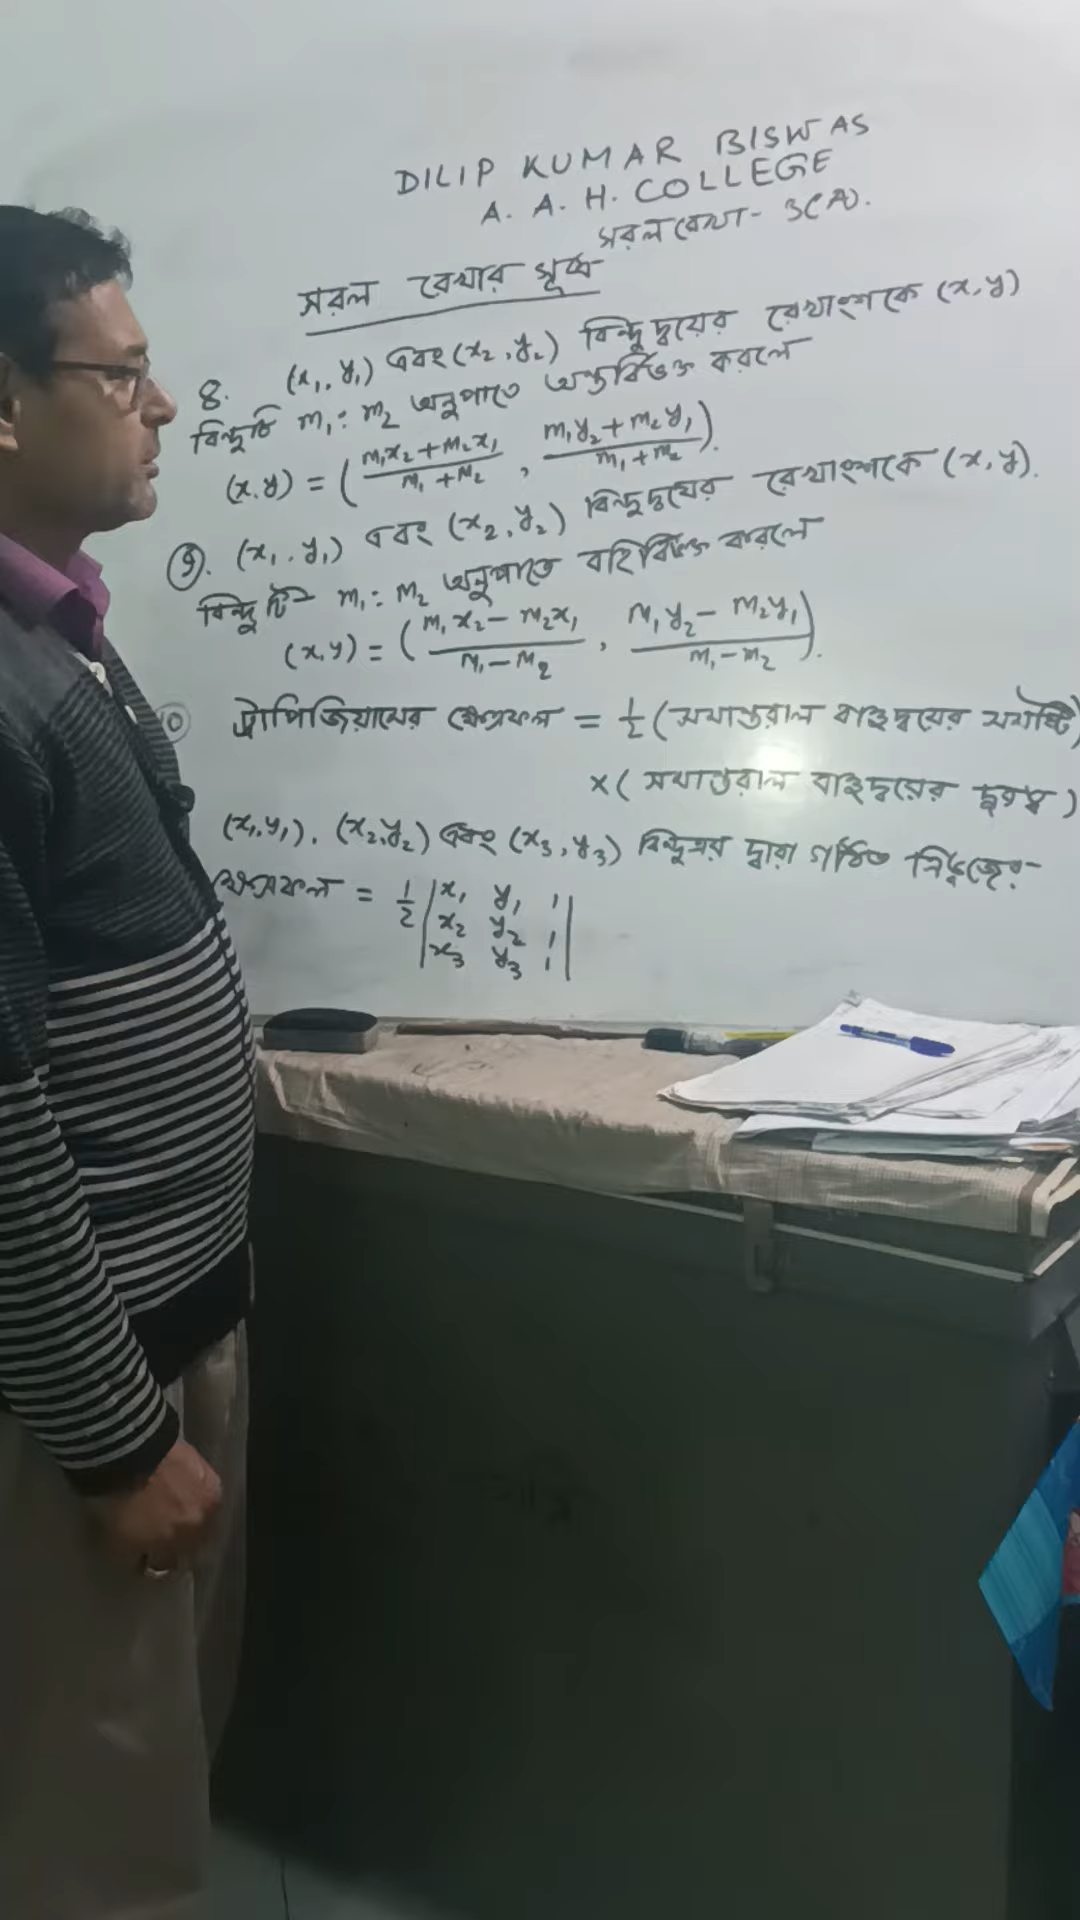 DILIP KUMAR BISWAS
A. A. H. COLLEGE
সরলরেখা - 3(A).
সরল রেখার সূত্র
8. (x₁, y₁) এবং (x₂, y₂) বিন্দুদ্বয়ের রেখাংশকে (x, y)
বিন্দুটি m₁ : m₂ অনুপাতে অন্তর্বিভক্ত করলে
(x, y) = ( (m₁x₂ + m₂x₁)/(m₁ + m₂) , (m₁y₂ + m₂y₁)/(m₁ + m₂) ).
9. (x₁, y₁) এবং (x₂, y₂) বিন্দুদ্বয়ের রেখাংশকে (x, y).
বিন্দুটি m₁ : m₂ অনুপাতে বহির্বিভক্ত করলে
(x, y) = ( (m₁x₂ - m₂x₁)/(m₁ - m₂) , (m₁y₂ - m₂y₁)/(m₁ - m₂) ).
10 ট্রাপিজিয়ামের ক্ষেত্রফল = 1/2 (সমান্তরাল বাহুদ্বয়ের সমষ্টি)
× (সমান্তরাল বাহুদ্বয়ের দূরত্ব)
(x₁, y₁), (x₂, y₂) এবং (x₃, y₃) বিন্দুত্রয় দ্বারা গঠিত ত্রিভুজের
ক্ষেত্রফল = 1/2 | x₁ y₁ 1
x₂ y₂ 1
x₃ y₃ 1 |